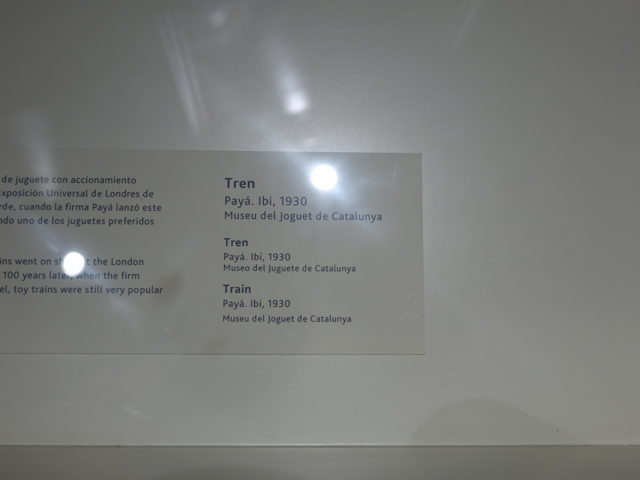 de juguete con accionamiento
Exposición Universal de Londres de
rde, cuando la firma Payá lanzó este
ndo uno de los juguetes preferidos
ins went on at the London
100 years later, when the firm
el, toy trains were still very popular
Tren
Payá. Ibi, 1930
Museu del Joguet de Catalunya
Tren
Payá. Ibi, 1930
Museo del Juguete de Catalunya
Train
Payá. Ibi, 1930
Museu del Joguet de Catalunya